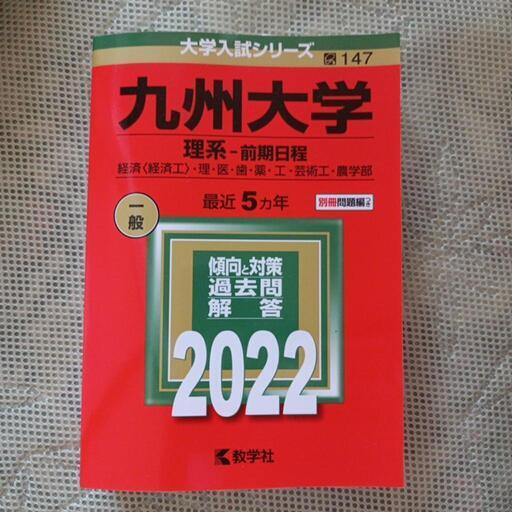 大学入試シリーズ
147
九州大学
理系-前期日程
経済〈経済工〉・理・医・歯・薬・工・芸術工・農学部
一般
最近5カ年
別冊問題編つき
傾向と対策
過去問
解答
2022
教学社